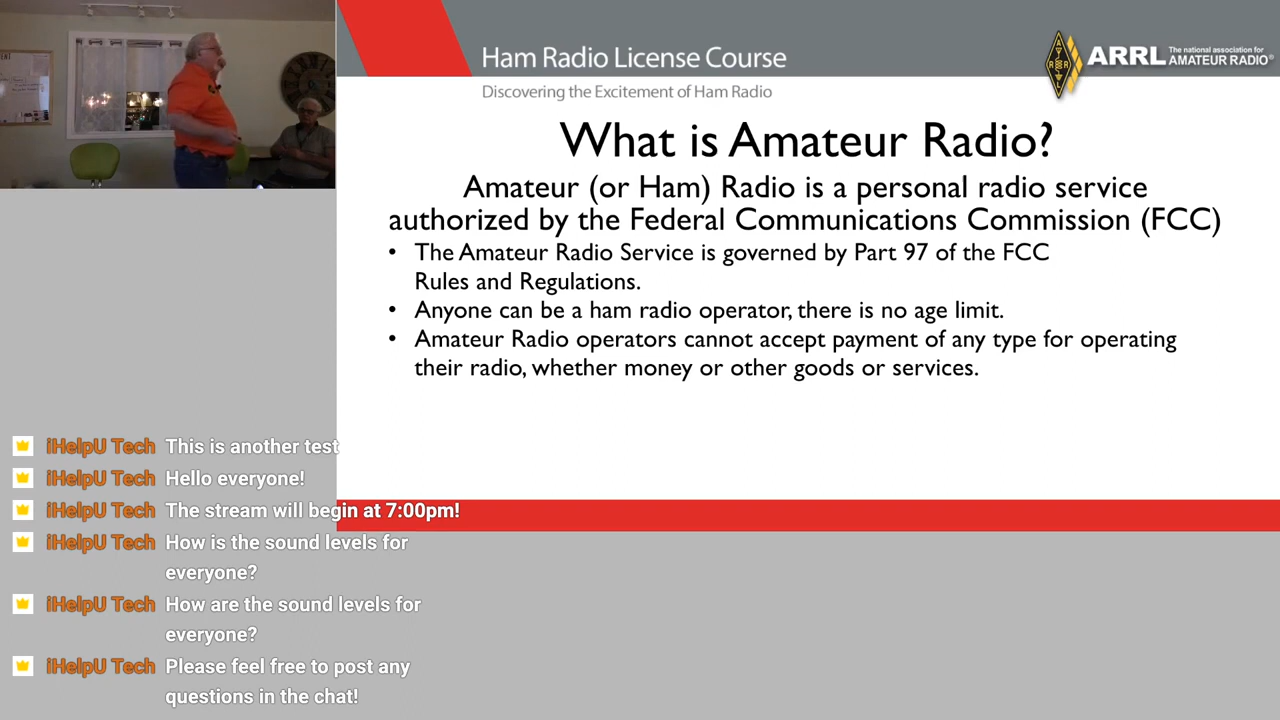 Ham Radio License Course
Discovering the Excitement of Ham Radio
ARRL The national association for
AMATEUR RADIO®
What is Amateur Radio?
Amateur (or Ham) Radio is a personal radio service
authorized by the Federal Communications Commission (FCC)
• The Amateur Radio Service is governed by Part 97 of the FCC
Rules and Regulations.
• Anyone can be a ham radio operator, there is no age limit.
• Amateur Radio operators cannot accept payment of any type for operating
their radio, whether money or other goods or services.
iHelpU Tech This is another test
iHelpU Tech Hello everyone!
iHelpU Tech The stream will begin at 7:00pm!
iHelpU Tech How is the sound levels for
everyone?
iHelpU Tech How are the sound levels for
everyone?
iHelpU Tech Please feel free to post any
questions in the chat!